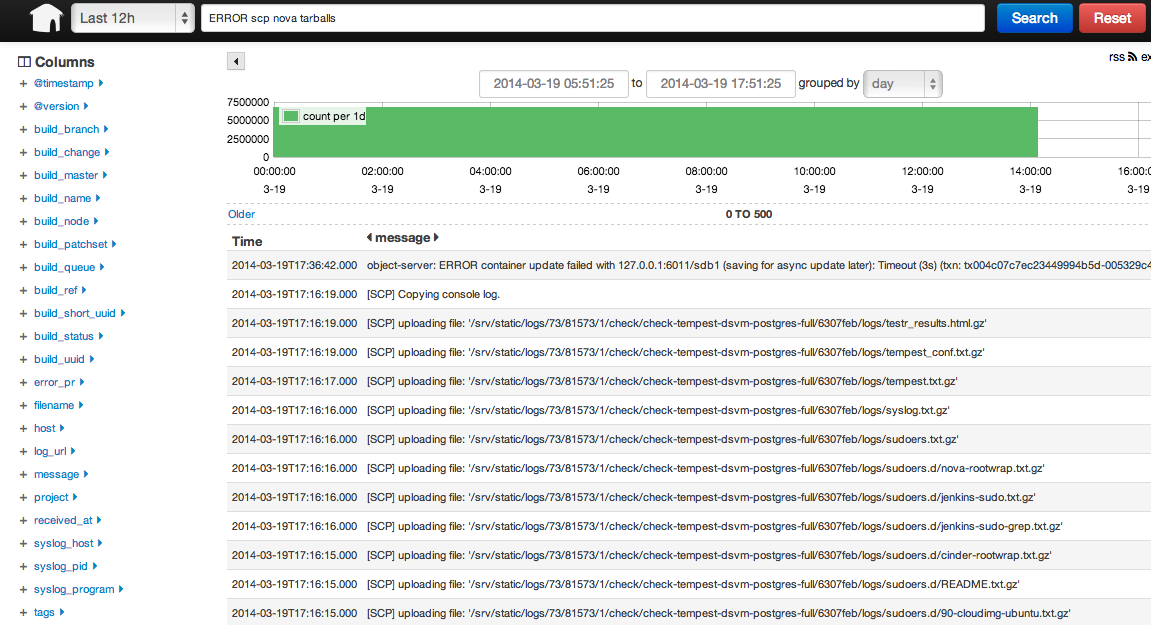 Last 12h ERROR scp nova tarballs Search Reset
Columns
@timestamp
@version
build_branch
build_change
build_master
build_name
build_node
build_patchset
build_queue
build_ref
build_short_uuid
build_status
build_uuid
error_pr
filename
host
log_url
message
project
received_at
syslog_host
syslog_pid
syslog_program
tags
rss ex
2014-03-19 05:51:25 to 2014-03-19 17:51:25 grouped by day
7500000
5000000
2500000
0
count per 1d
00:00:00 02:00:00 04:00:00 06:00:00 08:00:00 10:00:00 12:00:00 14:00:00 16:00:0
3-19 3-19 3-19 3-19 3-19 3-19 3-19 3-19 3-19
Older 0 TO 500
Time message
2014-03-19T17:36:42.000 object-server: ERROR container update failed with 127.0.0.1:6011/sdb1 (saving for async update later): Timeout (3s) (txn: tx004c07c7ec23449994b5d-005329c4
2014-03-19T17:16:19.000 [SCP] Copying console log.
2014-03-19T17:16:19.000 [SCP] uploading file: '/srv/static/logs/73/81573/1/check/check-tempest-dsvm-postgres-full/6307feb/logs/testr_results.html.gz'
2014-03-19T17:16:19.000 [SCP] uploading file: '/srv/static/logs/73/81573/1/check/check-tempest-dsvm-postgres-full/6307feb/logs/tempest_conf.txt.gz'
2014-03-19T17:16:17.000 [SCP] uploading file: '/srv/static/logs/73/81573/1/check/check-tempest-dsvm-postgres-full/6307feb/logs/tempest.txt.gz'
2014-03-19T17:16:16.000 [SCP] uploading file: '/srv/static/logs/73/81573/1/check/check-tempest-dsvm-postgres-full/6307feb/logs/syslog.txt.gz'
2014-03-19T17:16:16.000 [SCP] uploading file: '/srv/static/logs/73/81573/1/check/check-tempest-dsvm-postgres-full/6307feb/logs/sudoers.txt.gz'
2014-03-19T17:16:16.000 [SCP] uploading file: '/srv/static/logs/73/81573/1/check/check-tempest-dsvm-postgres-full/6307feb/logs/sudoers.d/nova-rootwrap.txt.gz'
2014-03-19T17:16:16.000 [SCP] uploading file: '/srv/static/logs/73/81573/1/check/check-tempest-dsvm-postgres-full/6307feb/logs/sudoers.d/jenkins-sudo.txt.gz'
2014-03-19T17:16:16.000 [SCP] uploading file: '/srv/static/logs/73/81573/1/check/check-tempest-dsvm-postgres-full/6307feb/logs/sudoers.d/jenkins-sudo-grep.txt.gz'
2014-03-19T17:16:15.000 [SCP] uploading file: '/srv/static/logs/73/81573/1/check/check-tempest-dsvm-postgres-full/6307feb/logs/sudoers.d/cinder-rootwrap.txt.gz'
2014-03-19T17:16:15.000 [SCP] uploading file: '/srv/static/logs/73/81573/1/check/check-tempest-dsvm-postgres-full/6307feb/logs/sudoers.d/README.txt.gz'
2014-03-19T17:16:15.000 [SCP] uploading file: '/srv/static/logs/73/81573/1/check/check-tempest-dsvm-postgres-full/6307feb/logs/sudoers.d/90-cloudimg-ubuntu.txt.gz'